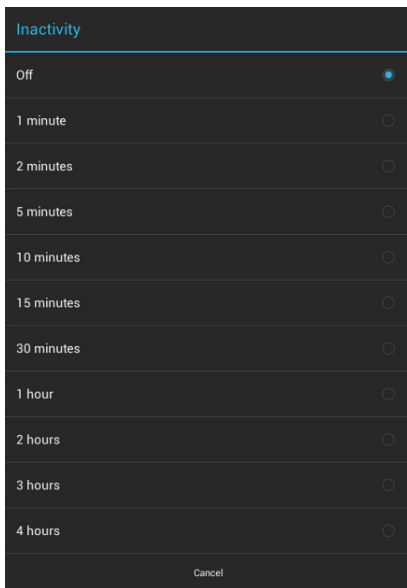 Inactivity
Off
1 minute
2 minutes
5 minutes
10 minutes
15 minutes
30 minutes
1 hour
2 hours
3 hours
4 hours
Cancel